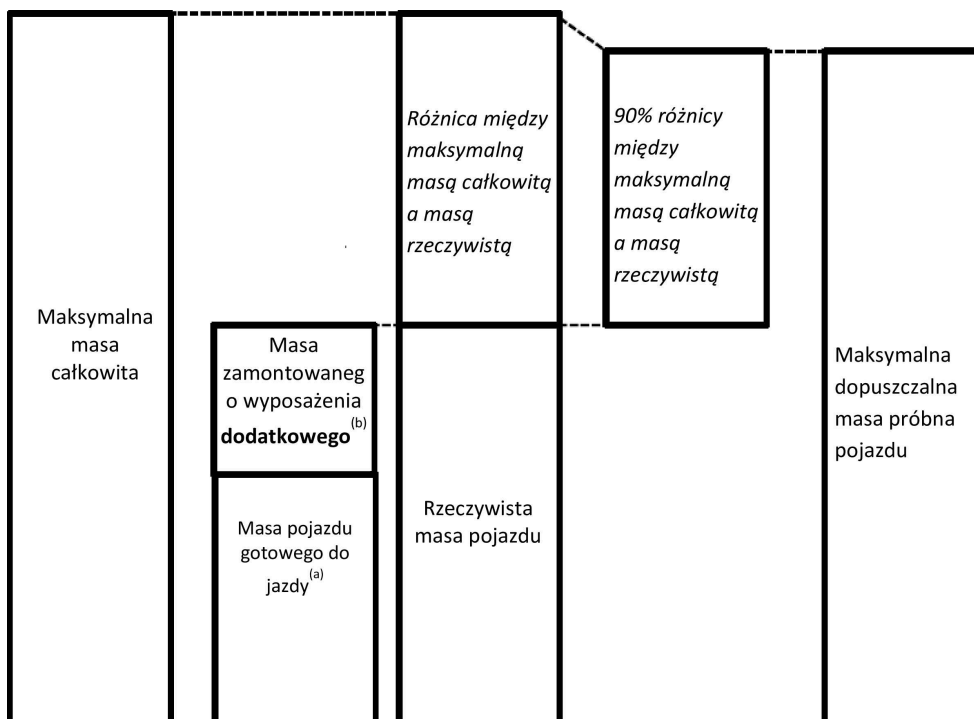 Maksymalna
masa
całkowita
Masa
zamontowaneg
o wyposażenia
dodatkowego(b)
Masa pojazdu
gotowego do
jazdy(a)
Różnica między
maksymalną
masą całkowitą
a masą
rzeczywistą
Rzeczywista
masa pojazdu
90% różnicy
między
maksymalną
masą całkowitą
a masą
rzeczywistą
Maksymalna
dopuszczalna
masa próbna
pojazdu